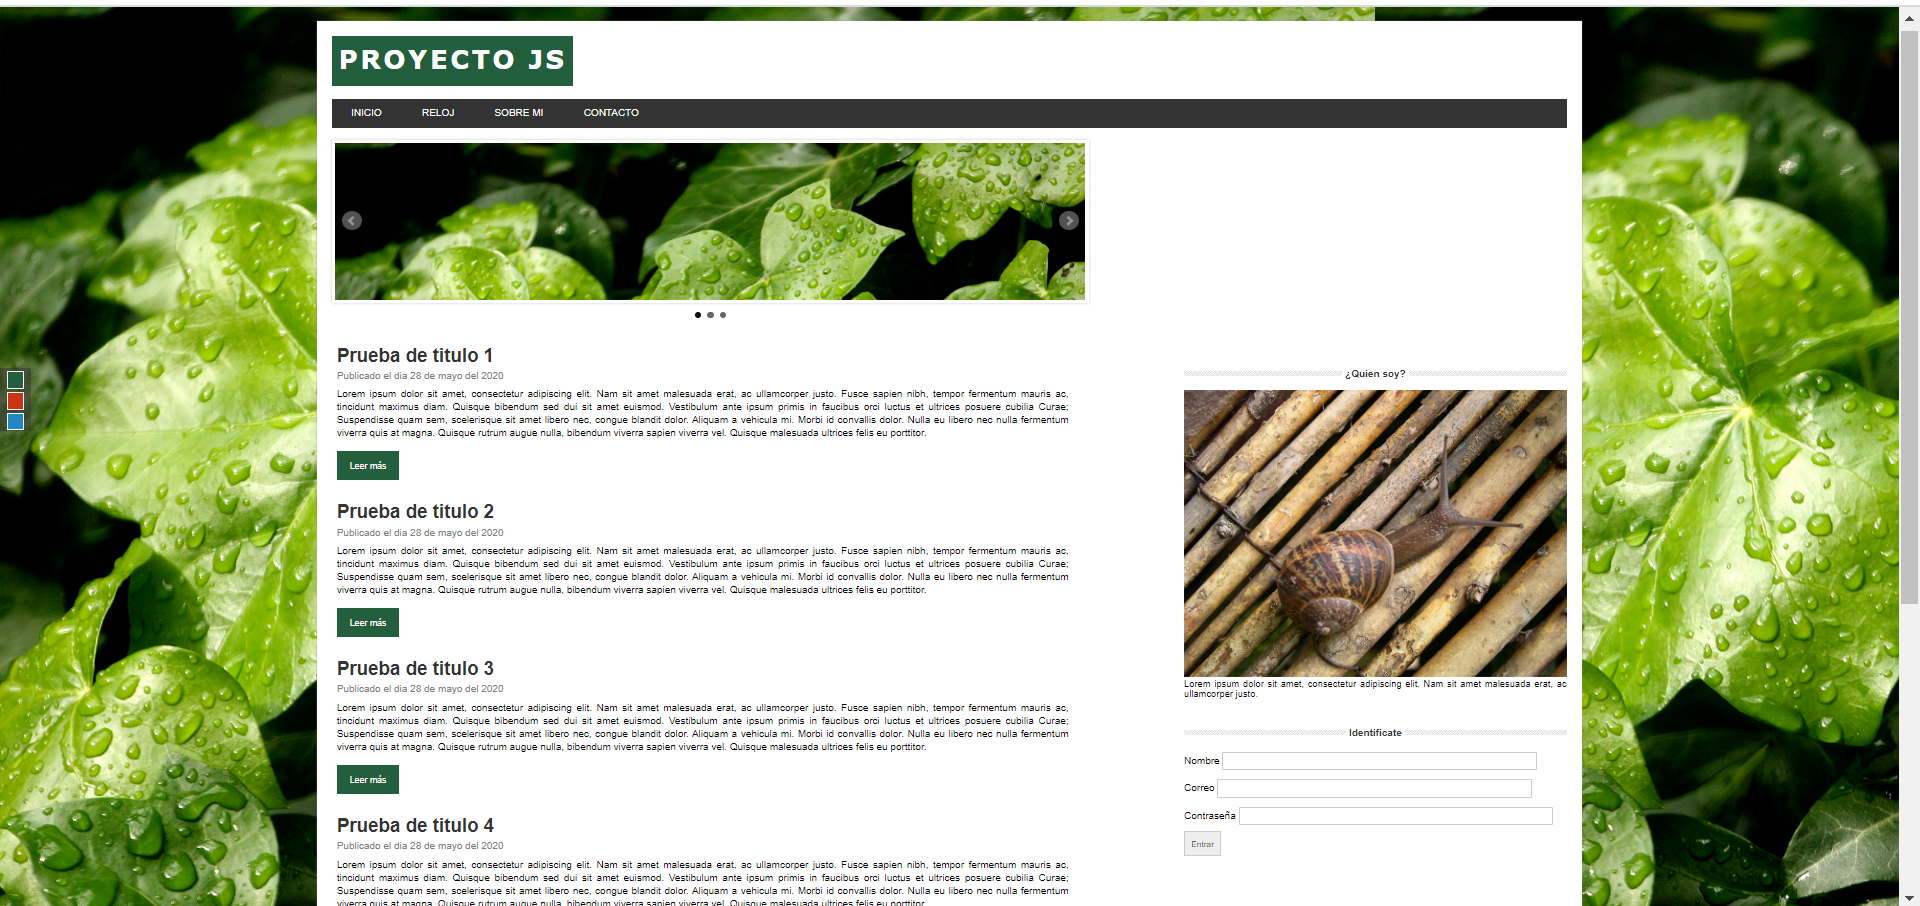 PROYECTO JS
INICIO RELOJ SOBRE MI CONTACTO
Prueba de titulo 1
Publicado el dia 28 de mayo del 2020
Lorem ipsum dolor sit amet, consectetur adipiscing elit. Nam sit amet malesuada erat, ac ullamcorper justo. Fusce sapien nibh, tempor fermentum mauris ac,
tincidunt maximus diam. Quisque bibendum sed dui sit amet euismod. Vestibulum ante ipsum primis in faucibus orci luctus et ultrices posuere cubilia Curae;
Suspendisse quam sem, scelerisque sit amet libero nec, congue blandit dolor. Aliquam a vehicula mi. Morbi id convallis dolor. Nulla eu libero nec nulla fermentum
viverra quis at magna. Quisque rutrum augue nulla, bibendum viverra sapien viverra vel. Quisque malesuada ultrices felis eu porttitor.
Leer más
Prueba de titulo 2
Publicado el dia 28 de mayo del 2020
Lorem ipsum dolor sit amet, consectetur adipiscing elit. Nam sit amet malesuada erat, ac ullamcorper justo. Fusce sapien nibh, tempor fermentum mauris ac,
tincidunt maximus diam. Quisque bibendum sed dui sit amet euismod. Vestibulum ante ipsum primis in faucibus orci luctus et ultrices posuere cubilia Curae;
Suspendisse quam sem, scelerisque sit amet libero nec, congue blandit dolor. Aliquam a vehicula mi. Morbi id convallis dolor. Nulla eu libero nec nulla fermentum
viverra quis at magna. Quisque rutrum augue nulla, bibendum viverra sapien viverra vel. Quisque malesuada ultrices felis eu porttitor.
Leer más
Prueba de titulo 3
Publicado el dia 28 de mayo del 2020
Lorem ipsum dolor sit amet, consectetur adipiscing elit. Nam sit amet malesuada erat, ac ullamcorper justo. Fusce sapien nibh, tempor fermentum mauris ac,
tincidunt maximus diam. Quisque bibendum sed dui sit amet euismod. Vestibulum ante ipsum primis in faucibus orci luctus et ultrices posuere cubilia Curae;
Suspendisse quam sem, scelerisque sit amet libero nec, congue blandit dolor. Aliquam a vehicula mi. Morbi id convallis dolor. Nulla eu libero nec nulla fermentum
viverra quis at magna. Quisque rutrum augue nulla, bibendum viverra sapien viverra vel. Quisque malesuada ultrices felis eu porttitor.
Leer más
Prueba de titulo 4
Publicado el dia 28 de mayo del 2020
Lorem ipsum dolor sit amet, consectetur adipiscing elit. Nam sit amet malesuada erat, ac ullamcorper justo. Fusce sapien nibh, tempor fermentum mauris ac,
tincidunt maximus diam. Quisque bibendum sed dui sit amet euismod. Vestibulum ante ipsum primis in faucibus orci luctus et ultrices posuere cubilia Curae;
Suspendisse quam sem, scelerisque sit amet libero nec, congue blandit dolor. Aliquam a vehicula mi. Morbi id convallis dolor. Nulla eu libero nec nulla fermentum
viverra quis at magna. Quisque rutrum augue nulla, bibendum viverra sapien viverra vel. Quisque malesuada ultrices felis eu porttitor.
¿Quien soy?
Lorem ipsum dolor sit amet, consectetur adipiscing elit. Nam sit amet malesuada erat, ac
ullamcorper justo.
Identificate
Nombre
Correo
Contraseña
Entrar